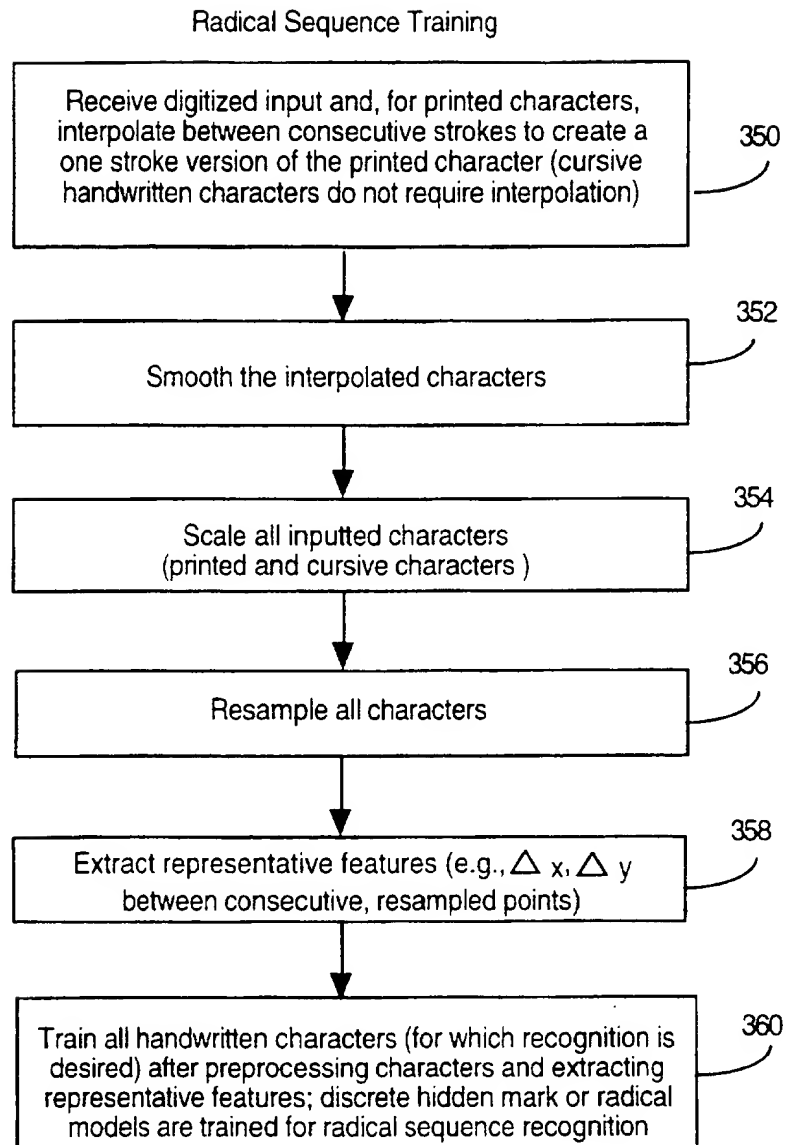 Radical Sequence Training
Receive digitized input and, for printed characters,
interpolate between consecutive strokes to create a
one stroke version of the printed character (cursive
handwritten characters do not require interpolation)
350
352
Smooth the interpolated characters
354
Scale all inputted characters
(printed and cursive characters )
356
Resample all characters
358
Extract representative features (e.g., Δ x, Δ y
between consecutive, resampled points)
360
Train all handwritten characters (for which recognition is
desired) after preprocessing characters and extracting
representative features; discrete hidden mark or radical
models are trained for radical sequence recognition